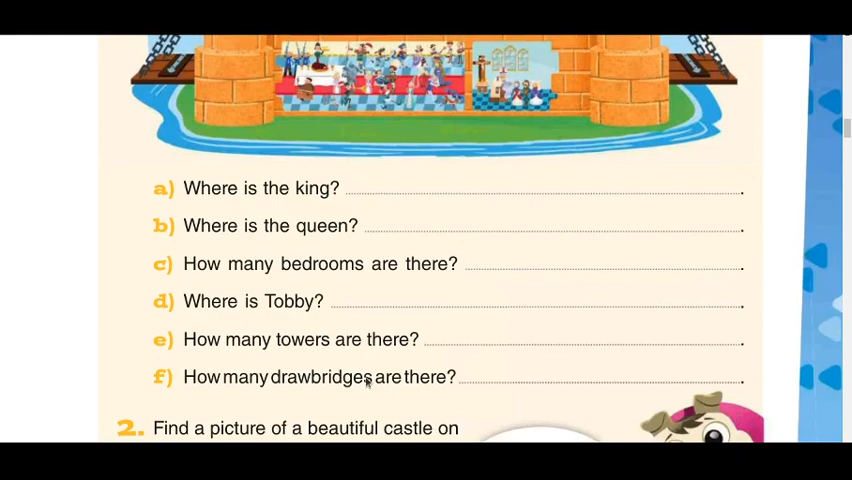 a) Where is the king? .
b) Where is the queen? .
c) How many bedrooms are there? .
d) Where is Tobby? .
e) How many towers are there? .
f) How many drawbridges are there? .
2. Find a picture of a beautiful castle on